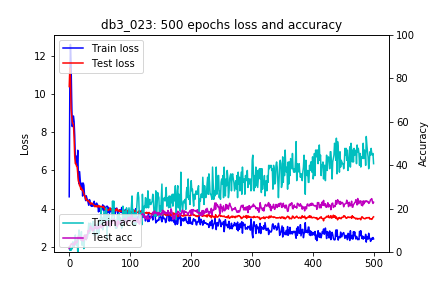 db3_023: 500 epochs loss and accuracy
Train loss
Test loss
Train acc
Test acc
Loss
Accuracy
12
10
8
6
4
2
100
80
60
40
20
0
0
100
200
300
400
500